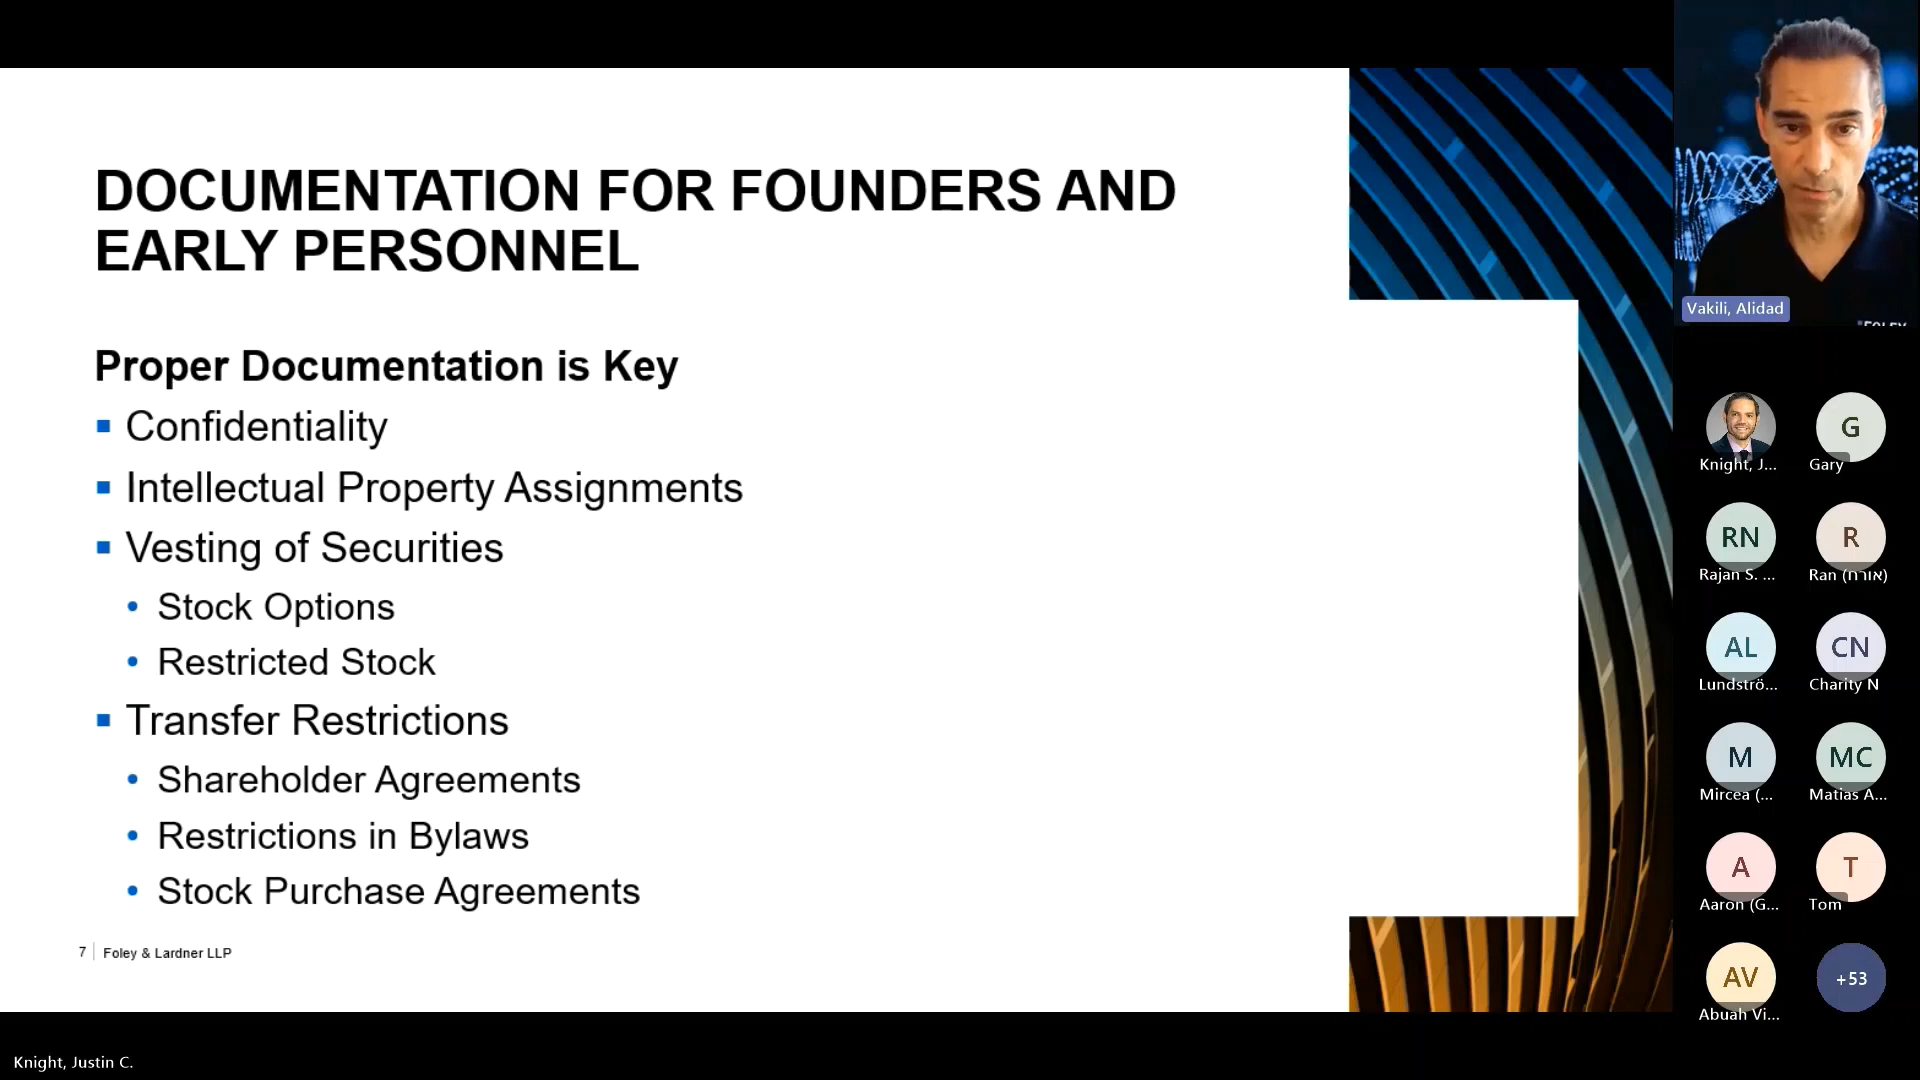 DOCUMENTATION FOR FOUNDERS AND
EARLY PERSONNEL
Proper Documentation is Key
Confidentiality
Intellectual Property Assignments
Vesting of Securities
Stock Options
Restricted Stock
Transfer Restrictions
Shareholder Agreements
Restrictions in Bylaws
Stock Purchase Agreements
7 Foley & Lardner LLP
Vakili, Alidad
Knight, J...
G
Gary
RN
Rajan S. ...
R
Ran (אורח)
AL
Lundströ...
CN
Charity N
M
Mircea (...
MC
Matias A...
A
Aaron (G...
T
Tom
AV
Abuah Vi...
+53
Knight, Justin C.